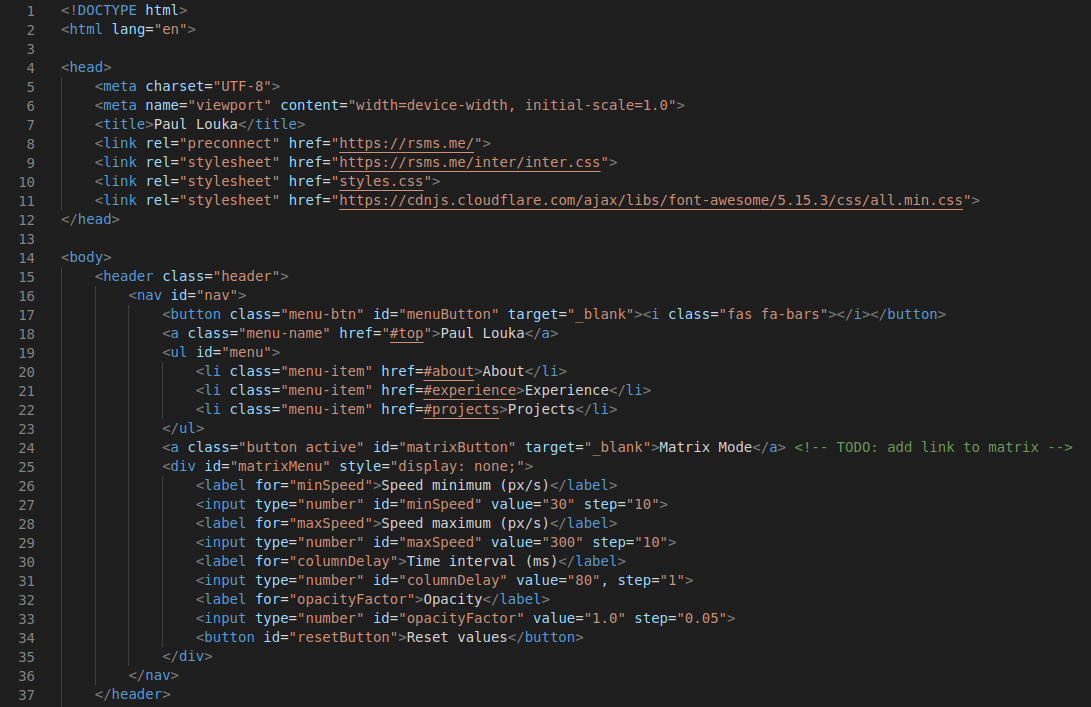 1 <!DOCTYPE html>
2 <html lang="en">
3
4 <head>
5     <meta charset="UTF-8">
6     <meta name="viewport" content="width=device-width, initial-scale=1.0">
7     <title>Paul Louka</title>
8     <link rel="preconnect" href="https://rsms.me/">
9     <link rel="stylesheet" href="https://rsms.me/inter/inter.css">
10     <link rel="stylesheet" href="styles.css">
11     <link rel="stylesheet" href="https://cdnjs.cloudflare.com/ajax/libs/font-awesome/5.15.3/css/all.min.css">
12 </head>
13
14 <body>
15     <header class="header">
16         <nav id="nav">
17             <button class="menu-btn" id="menuButton" target="_blank"><i class="fas fa-bars"></i></button>
18             <a class="menu-name" href="#top">Paul Louka</a>
19             <ul id="menu">
20                 <li class="menu-item" href=#about>About</li>
21                 <li class="menu-item" href=#experience>Experience</li>
22                 <li class="menu-item" href=#projects>Projects</li>
23             </ul>
24             <a class="button active" id="matrixButton" target="_blank">Matrix Mode</a> <!-- TODO: add link to matrix -->
25             <div id="matrixMenu" style="display: none;">
26                 <label for="minSpeed">Speed minimum (px/s)</label>
27                 <input type="number" id="minSpeed" value="30" step="10">
28                 <label for="maxSpeed">Speed maximum (px/s)</label>
29                 <input type="number" id="maxSpeed" value="300" step="10">
30                 <label for="columnDelay">Time interval (ms)</label>
31                 <input type="number" id="columnDelay" value="80", step="1">
32                 <label for="opacityFactor">Opacity</label>
33                 <input type="number" id="opacityFactor" value="1.0" step="0.05">
34                 <button id="resetButton">Reset values</button>
35             </div>
36         </nav>
37     </header>